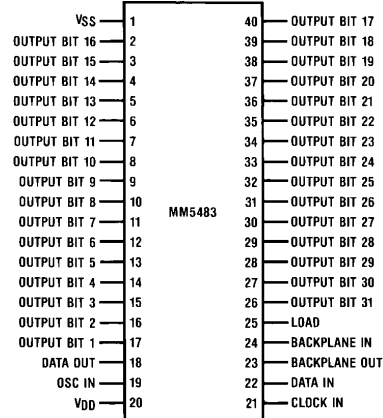 VSS 1 40 OUTPUT BIT 17
OUTPUT BIT 16 2 39 OUTPUT BIT 18
OUTPUT BIT 15 3 38 OUTPUT BIT 19
OUTPUT BIT 14 4 37 OUTPUT BIT 20
OUTPUT BIT 13 5 36 OUTPUT BIT 21
OUTPUT BIT 12 6 35 OUTPUT BIT 22
OUTPUT BIT 11 7 34 OUTPUT BIT 23
OUTPUT BIT 10 8 33 OUTPUT BIT 24
OUTPUT BIT 9 9 32 OUTPUT BIT 25
OUTPUT BIT 8 10 31 OUTPUT BIT 26
MM5483
OUTPUT BIT 7 11 30 OUTPUT BIT 27
OUTPUT BIT 6 12 29 OUTPUT BIT 28
OUTPUT BIT 5 13 28 OUTPUT BIT 29
OUTPUT BIT 4 14 27 OUTPUT BIT 30
OUTPUT BIT 3 15 26 OUTPUT BIT 31
OUTPUT BIT 2 16 25 LOAD
OUTPUT BIT 1 17 24 BACKPLANE IN
DATA OUT 18 23 BACKPLANE OUT
OSC IN 19 22 DATA IN
VDD 20 21 CLOCK IN